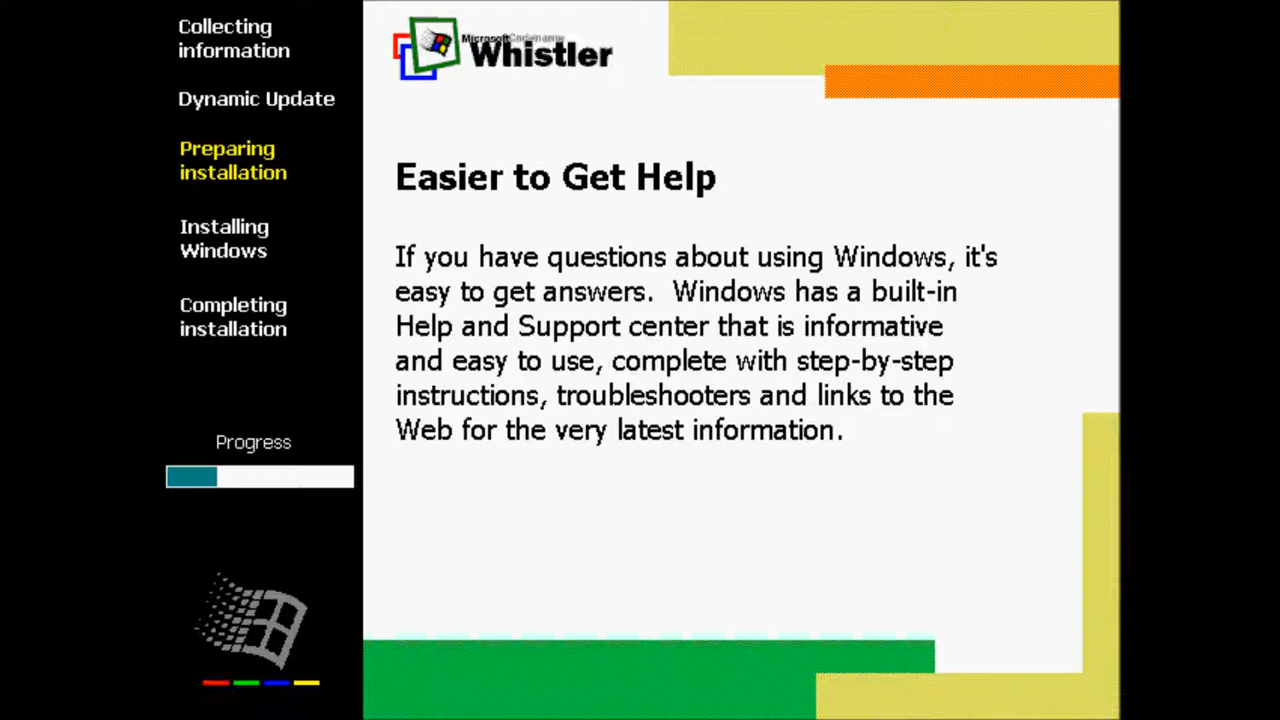 Collecting
information
Dynamic Update
Preparing
installation
Installing
Windows
Completing
installation
Progress
Microsoft Codename
Whistler
Easier to Get Help
If you have questions about using Windows, it's
easy to get answers.  Windows has a built-in
Help and Support center that is informative
and easy to use, complete with step-by-step
instructions, troubleshooters and links to the
Web for the very latest information.